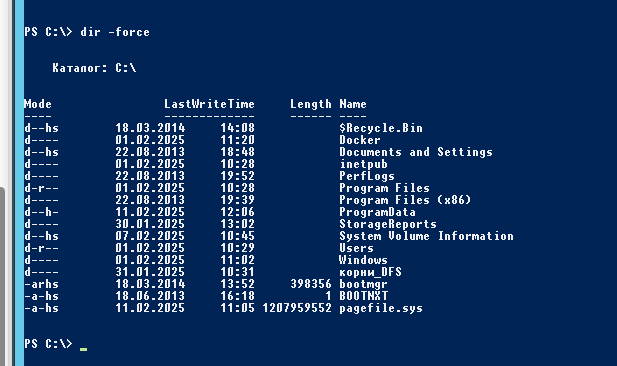 PS C:\> dir -force
Каталог: C:\
Mode LastWriteTime Length Name
---- ------------- ------ ----
d--hs 18.03.2014 14:08 $Recycle.Bin
d---- 01.02.2025 11:20 Docker
d--hs 22.08.2013 18:48 Documents and Settings
d---- 01.02.2025 10:28 inetpub
d---- 22.08.2013 19:52 PerfLogs
d-r-- 01.02.2025 10:28 Program Files
d---- 22.08.2013 19:39 Program Files (x86)
d--h- 11.02.2025 12:06 ProgramData
d---- 30.01.2025 13:02 StorageReports
d--hs 07.02.2025 10:45 System Volume Information
d-r-- 01.02.2025 10:29 Users
d---- 01.02.2025 11:02 Windows
d---- 31.01.2025 10:31 корни_DFS
-arhs 18.03.2014 13:52 398356 bootmgr
-a-hs 18.06.2013 16:18 1 BOOTNXT
-a-hs 11.02.2025 11:05 1207959552 pagefile.sys
PS C:\> _